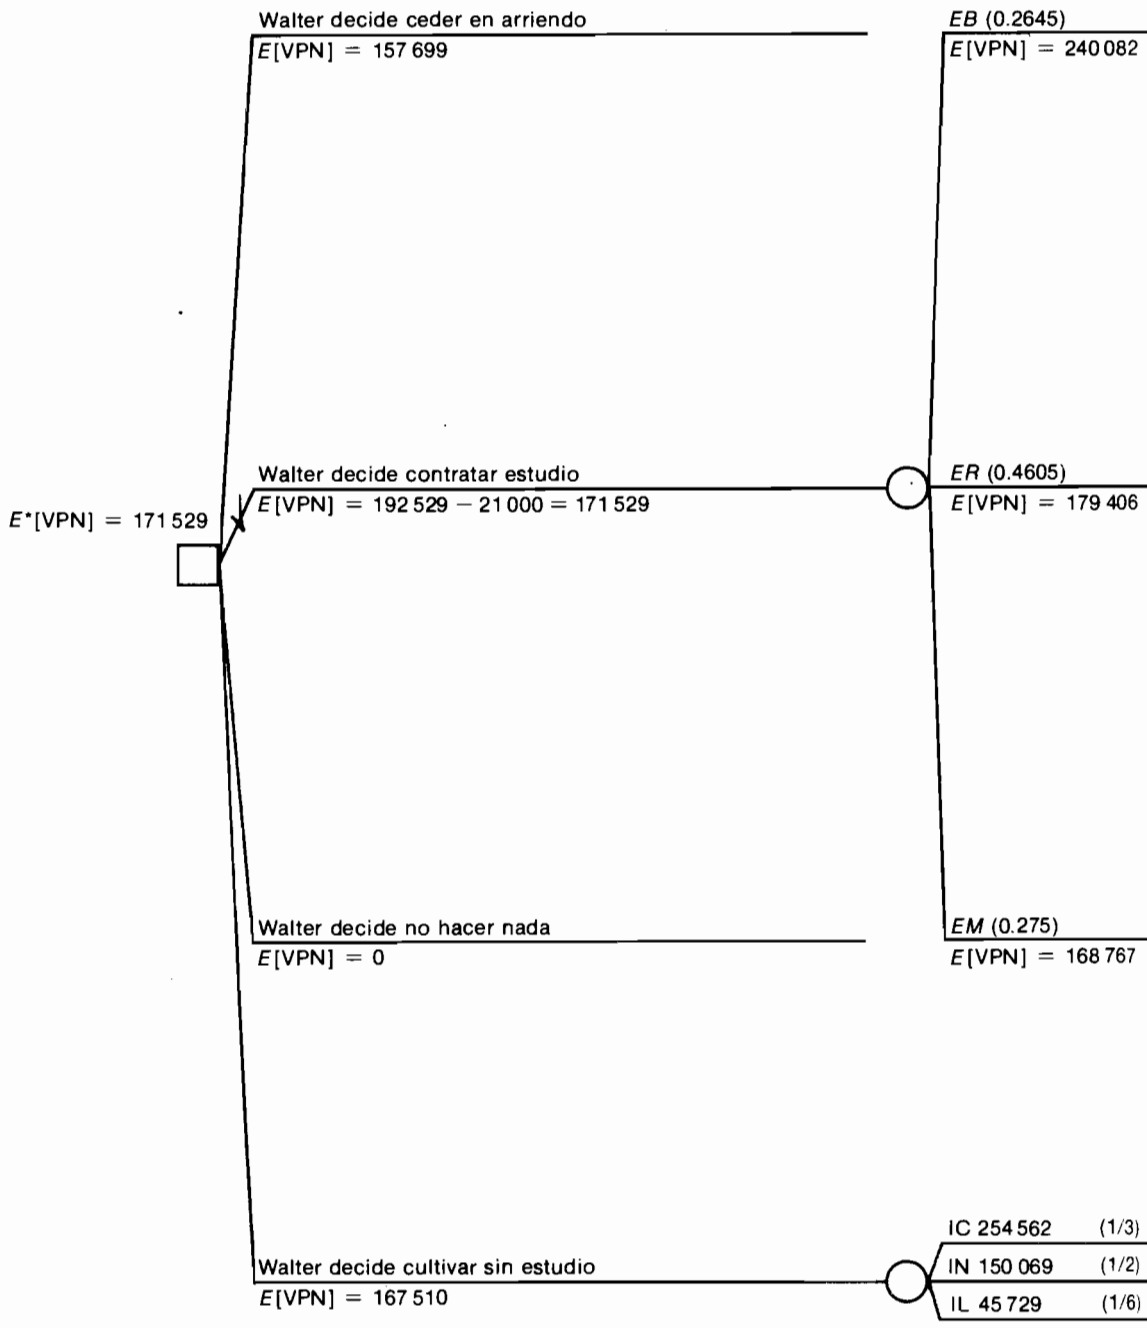 Walter decide ceder en arriendo
E[VPN] = 157 699
EB (0.2645)
E[VPN] = 240 082
Walter decide contratar estudio
E[VPN] = 192 529 − 21 000 = 171 529
ER (0.4605)
E[VPN] = 179 406
E*[VPN] = 171 529
Walter decide no hacer nada
E[VPN] = 0
EM (0.275)
E[VPN] = 168 767
Walter decide cultivar sin estudio
E[VPN] = 167 510
IC 254 562 (1/3)
IN 150 069 (1/2)
IL 45 729 (1/6)